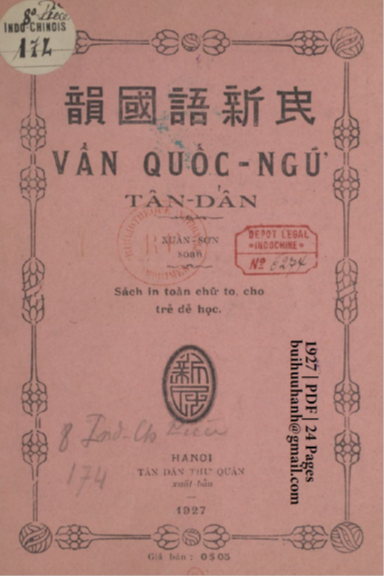 8° Pièce
INDO-CHINOIS
174
韻國語新民
VẦN QUỐC-NGỮ
TÂN-DÂN
XUÂN-SƠN
soạn
DEPOT LEGAL
INDOCHINE
Nº 6254
Sách in toàn chữ to, cho
trẻ dễ học.
新民
8 Ind-Ch Pièce
174
HANOI
TÂN DÂN THƯ QUÁN
xuất bản
1927
Giá bán : 0$05
1927 | PDF | 24 Pages
buihuuhanh@gmail.com